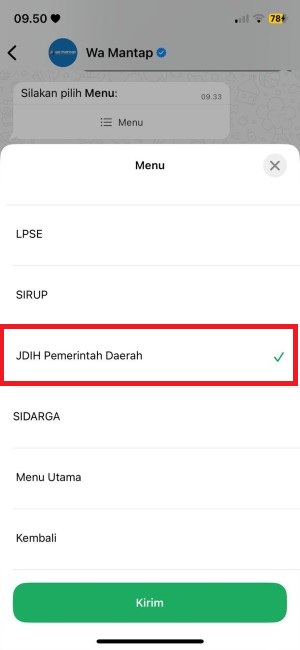 09.50
78
Wa Mantap
Silakan pilih Menu:
09.33
Menu
Menu
LPSE
SIRUP
JDIH Pemerintah Daerah
SIDARGA
Menu Utama
Kembali
Kirim